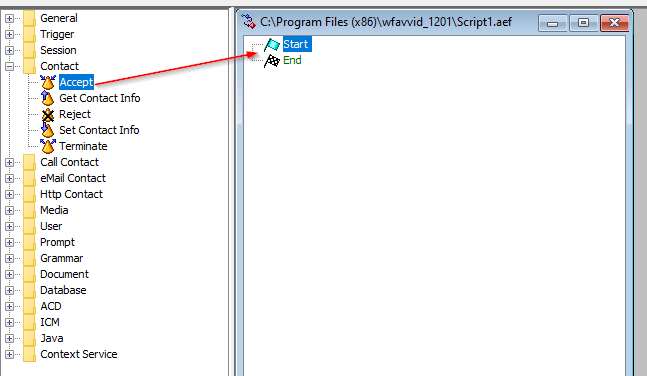 General
Trigger
Session
Contact
Accept
Get Contact Info
Reject
Set Contact Info
Terminate
Call Contact
eMail Contact
Http Contact
Media
User
Prompt
Grammar
Document
Database
ACD
ICM
Java
Context Service
C:\Program Files (x86)\wfavvid_1201\Script1.aef
Start
End